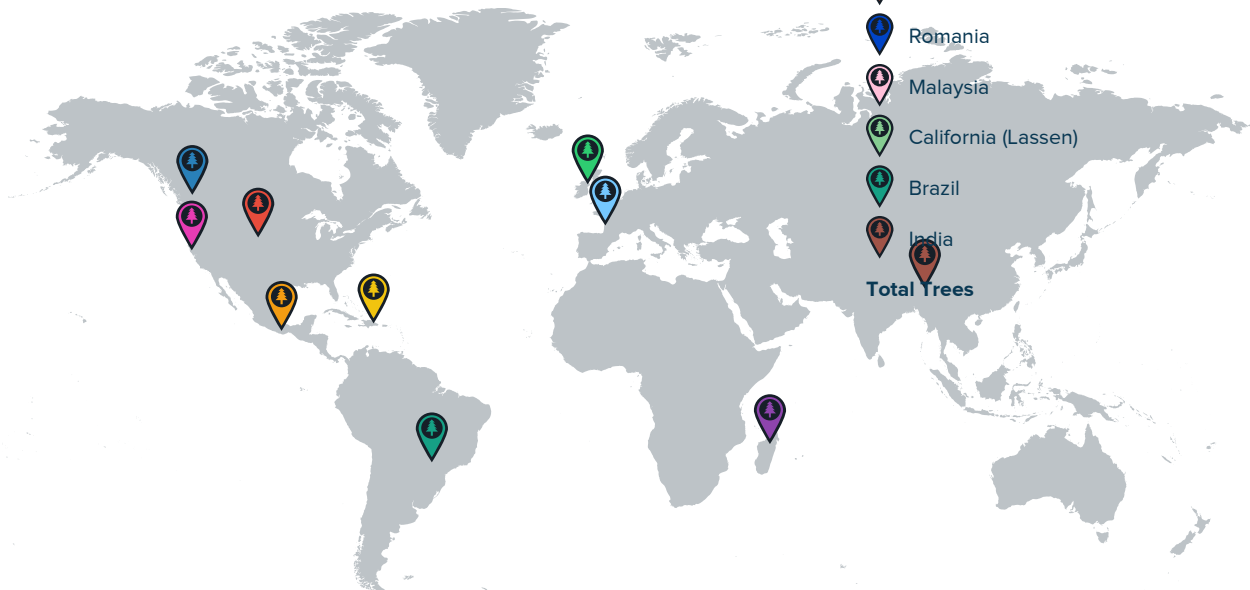 Romania
Malaysia
California (Lassen)
Brazil
India
Total Trees